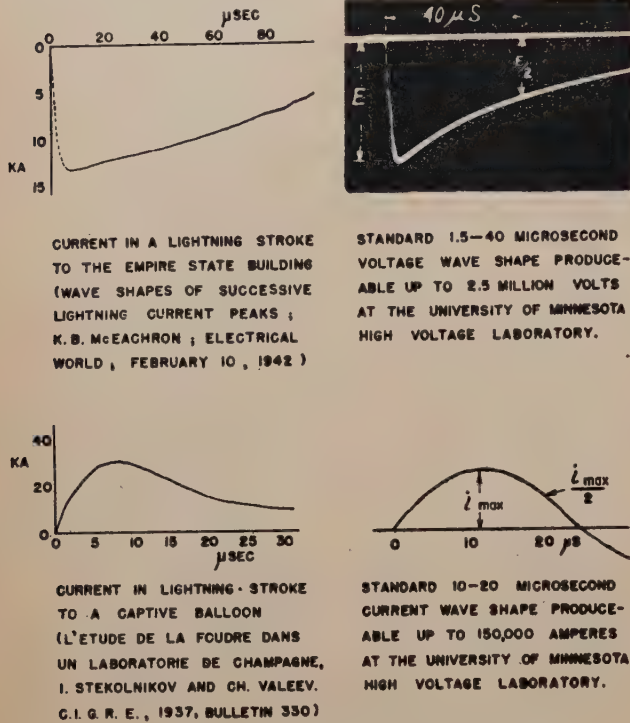 µSEC
0 20 40 60 80
0
5
10
KA
15
40 µS
E
E/2
CURRENT IN A LIGHTNING STROKE
TO THE EMPIRE STATE BUILDING
(WAVE SHAPES OF SUCCESSIVE
LIGHTNING CURRENT PEAKS ;
K. B. McEACHRON ; ELECTRICAL
WORLD ; FEBRUARY 10 , 1942 )
STANDARD 1.5—40 MICROSECOND
VOLTAGE WAVE SHAPE PRODUCE-
ABLE UP TO 2.5 MILLION VOLTS
AT THE UNIVERSITY OF MINNESOTA
HIGH VOLTAGE LABORATORY.
40
KA
20
0
0 5 10 15 20 25 30
µSEC
i max
i max
2
0 10 20 µs
CURRENT IN LIGHTNING STROKE
TO A CAPTIVE BALLOON
(L'ETUDE DE LA FOUDRE DANS
UN LABORATORIE DE CHAMPAGNE,
I. STEKOLNIKOV AND CH. VALEEV.
C.I.G.R.E., 1937, BULLETIN 330)
STANDARD 10-20 MICROSECOND
CURRENT WAVE SHAPE PRODUCE-
ABLE UP TO 150,000 AMPERES
AT THE UNIVERSITY OF MINNESOTA
HIGH VOLTAGE LABORATORY.